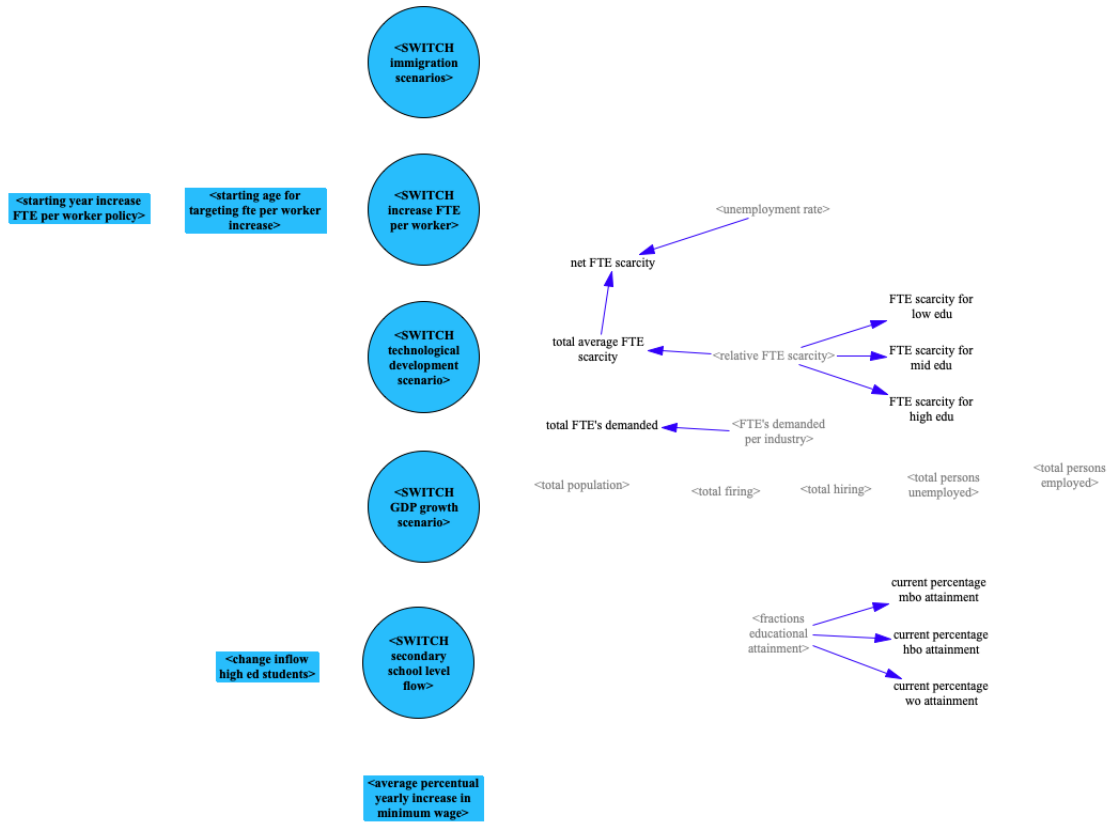 <SWITCH
immigration
scenarios>
<starting year increase
FTE per worker policy>
<starting age for
targeting fte per worker
increase>
<SWITCH
increase FTE
per worker>
<unemployment rate>
net FTE scarcity
<SWITCH
technological
development
scenario>
total average FTE
scarcity
<relative FTE scarcity>
FTE scarcity for
low edu
FTE scarcity for
mid edu
FTE scarcity for
high edu
total FTE's demanded
<FTE's demanded
per industry>
<SWITCH
GDP growth
scenario>
<total population>
<total firing>
<total hiring>
<total persons
unemployed>
<total persons
employed>
<change inflow
high ed students>
<SWITCH
secondary
school level
flow>
<fractions
educational
attainment>
current percentage
mbo attainment
current percentage
hbo attainment
current percentage
wo attainment
<average percentual
yearly increase in
minimum wage>